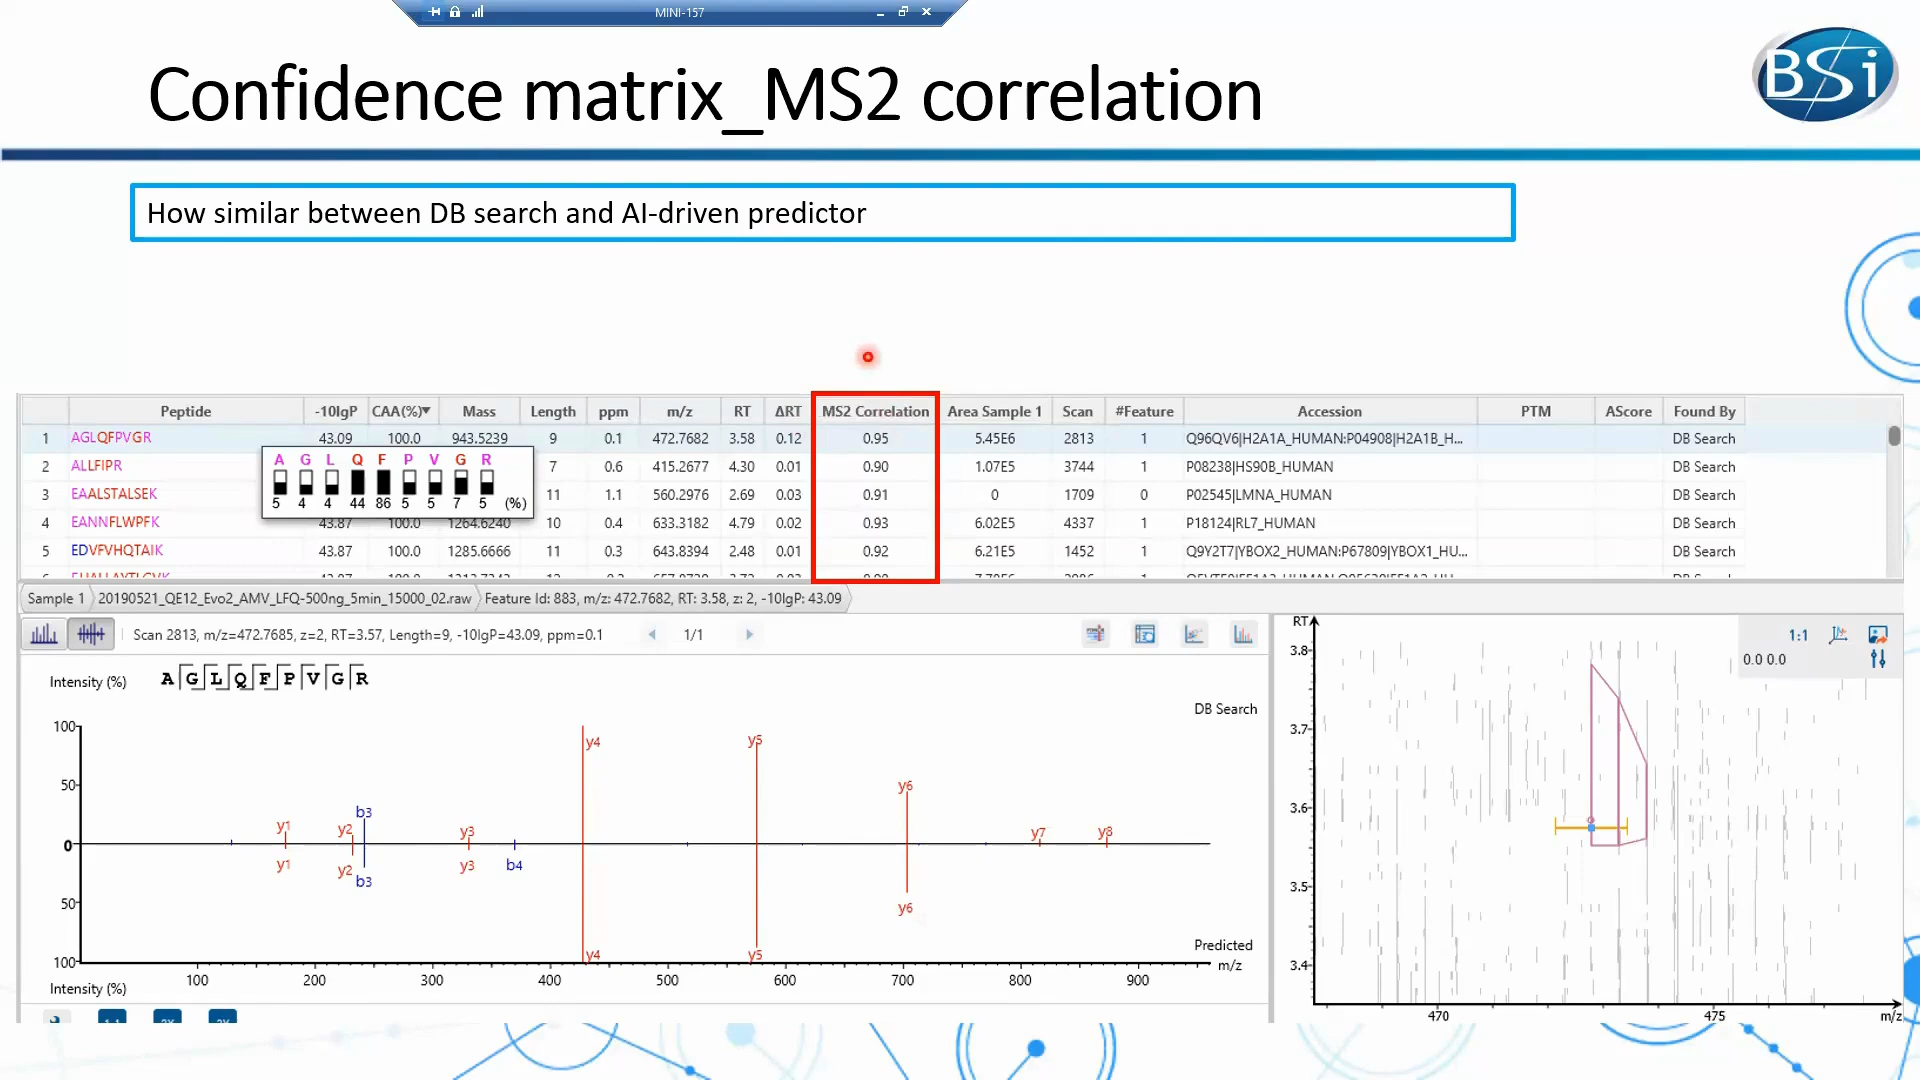 MINI-157
Confidence matrix_MS2 correlation
BSi
How similar between DB search and AI-driven predictor
Peptide -10lgP CAA(%) Mass Length ppm m/z RT ΔRT MS2 Correlation Area Sample 1 Scan #Feature Accession PTM AScore Found By
1 AGLQFPVGR 43.09 100.0 943.5239 9 0.1 472.7682 3.58 0.12 0.95 5.45E6 2813 1 Q96QV6|H2A1A_HUMAN:P04908|H2A1B_H... DB Search
2 ALLFIPR 7 0.6 415.2677 4.30 0.01 0.90 1.07E5 3744 1 P08238|HS90B_HUMAN DB Search
3 EAALSTALSEK 11 1.1 560.2976 2.69 0.03 0.91 0 1709 0 P02545|LMNA_HUMAN DB Search
4 EANNFLWPFK 43.87 100.0 1264.6240 10 0.4 633.3182 4.79 0.02 0.93 6.02E5 4337 1 P18124|RL7_HUMAN DB Search
5 EDVFVHQTAIK 43.87 100.0 1285.6666 11 0.3 643.8394 2.48 0.01 0.92 6.21E5 1452 1 Q9Y2T7|YBOX2_HUMAN:P67809|YBOX1_HU... DB Search
A G L Q F P V G R
5 4 4 44 86 5 5 7 5 (%)
Sample 1 20190521_QE12_Evo2_AMV_LFQ-500ng_5min_15000_02.raw Feature Id: 883, m/z: 472.7682, RT: 3.58, z: 2, -10lgP: 43.09
Scan 2813, m/z=472.7685, z=2, RT=3.57, Length=9, -10lgP=43.09, ppm=0.1 1/1
Intensity (%) A G L Q F P V G R
DB Search
100
50
0
50
100
y1 y2 b3 y3 y4 y5 y6 y7 y8
y1 y2 b3 y3 b4 y4 y5 y6
Predicted
m/z
100 200 300 400 500 600 700 800 900
Intensity (%)
RT
1:1
0.0 0.0
3.8
3.7
3.6
3.5
3.4
470 475
m/z